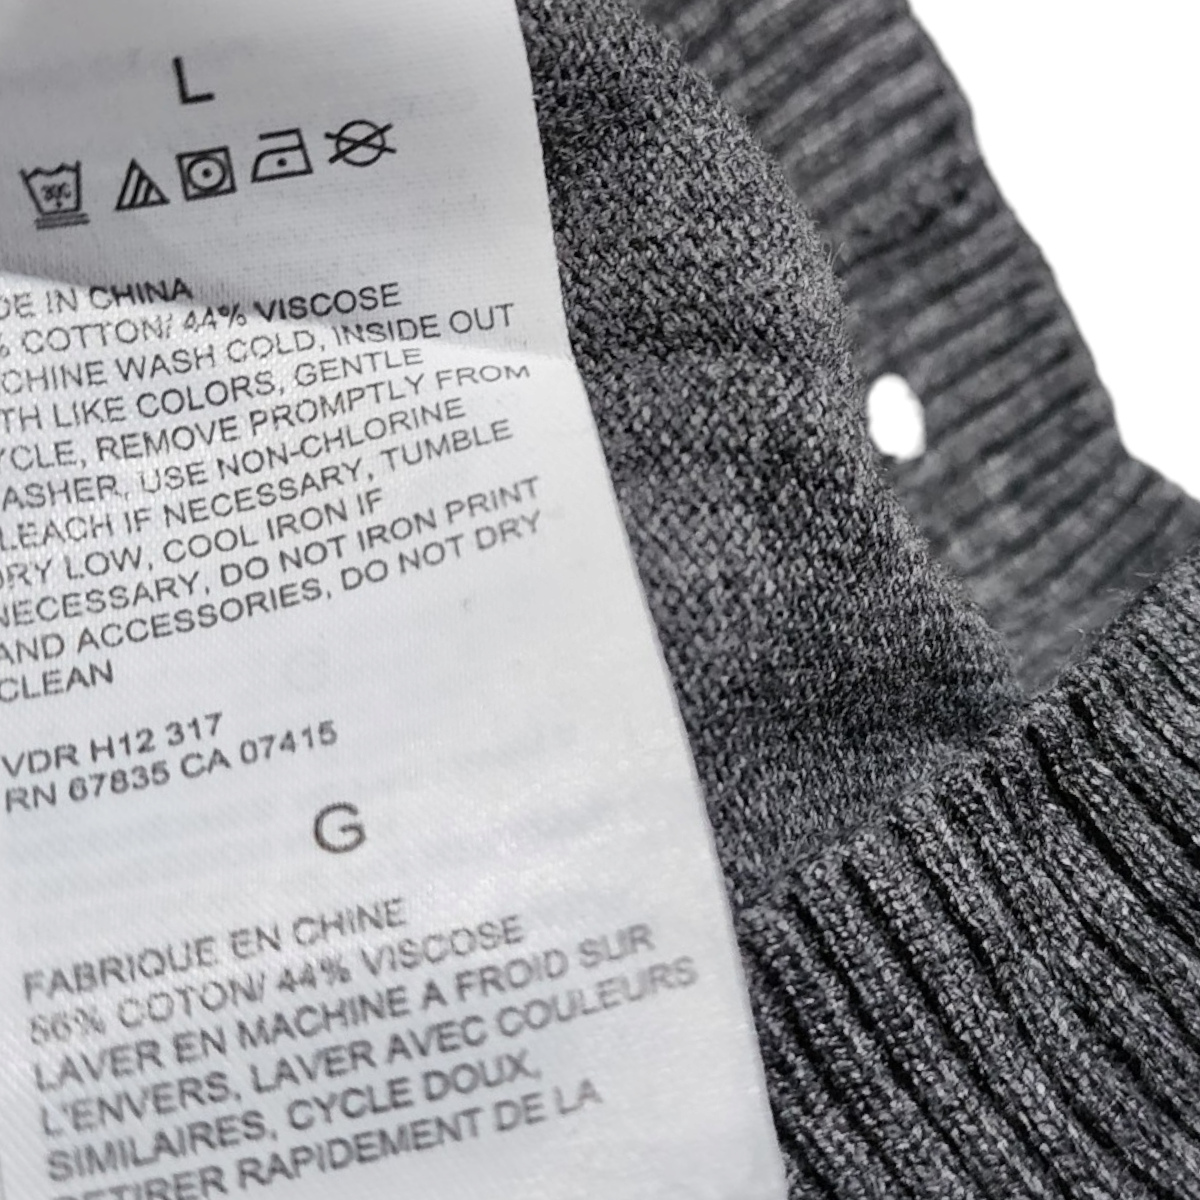 L
30C
DE IN CHINA
% COTTON/ 44% VISCOSE
CHINE WASH COLD, INSIDE OUT
TH LIKE COLORS, GENTLE
YCLE, REMOVE PROMPTLY FROM
ASHER, USE NON-CHLORINE
LEACH IF NECESSARY, TUMBLE
DRY LOW, COOL IRON IF
NECESSARY, DO NOT IRON PRINT
AND ACCESSORIES, DO NOT DRY
CLEAN
VDR H12 317
RN 67835 CA 07415
G
FABRIQUE EN CHINE
56% COTON/ 44% VISCOSE
LAVER EN MACHINE A FROID SUR
L'ENVERS, LAVER AVEC COULEURS
SIMILAIRES, CYCLE DOUX,
RETIRER RAPIDEMENT DE LA